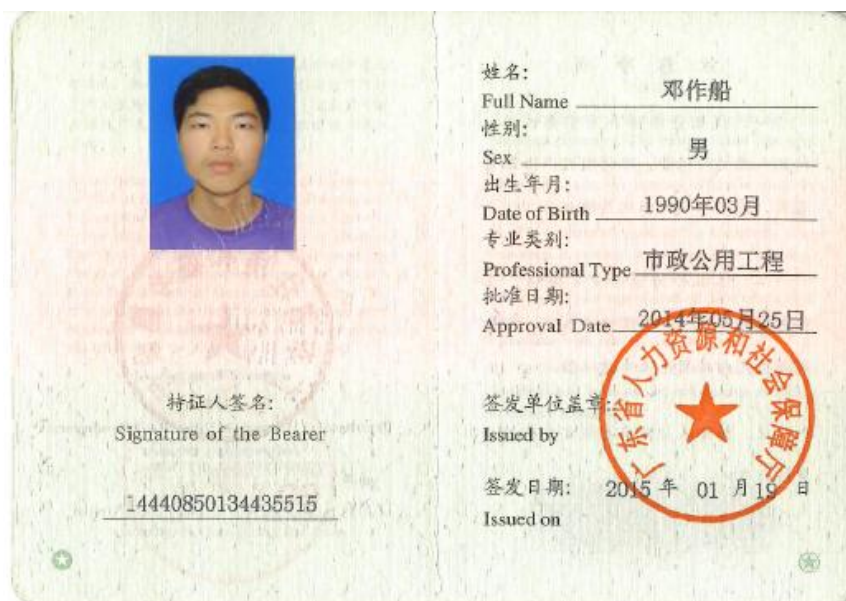 持证人签名:
Signature of the Bearer
14440850134435515
姓名:
Full Name 邓作船
性别:
Sex 男
出生年月:
Date of Birth 1990年03月
专业类别:
Professional Type 市政公用工程
批准日期:
Approval Date 2014年05月25日
签发单位盖章:
Issued by
广东省人力资源和社会保障厅
签发日期: 2015 年 01 月 19 日
Issued on